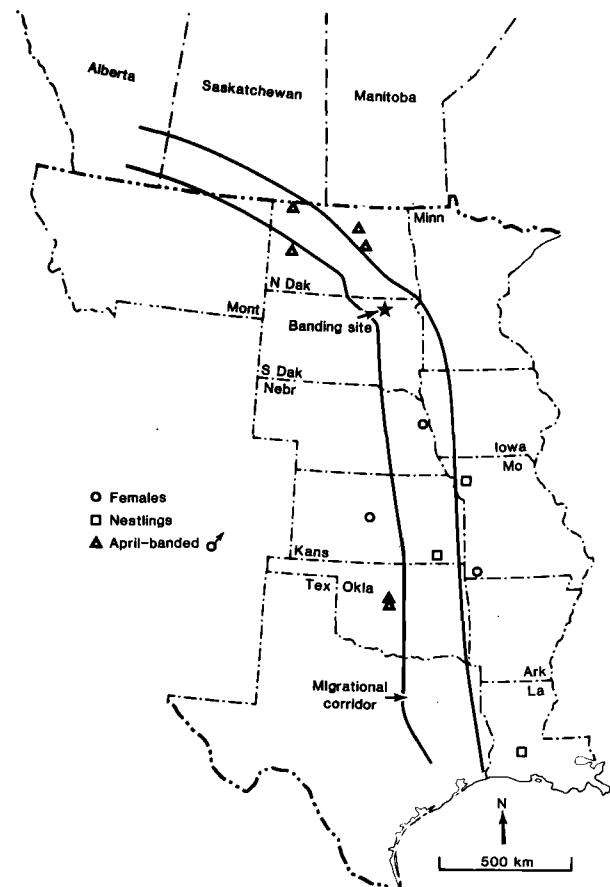 Alberta
Saskatchewan
Manitoba
Minn
N Dak
Mont
Banding site
S Dak
Nebr
Iowa
Mo
Females
Nestlings
April-banded ♂
Kans
Tex Okla
Migrational
corridor
Ark
La
N
500 km